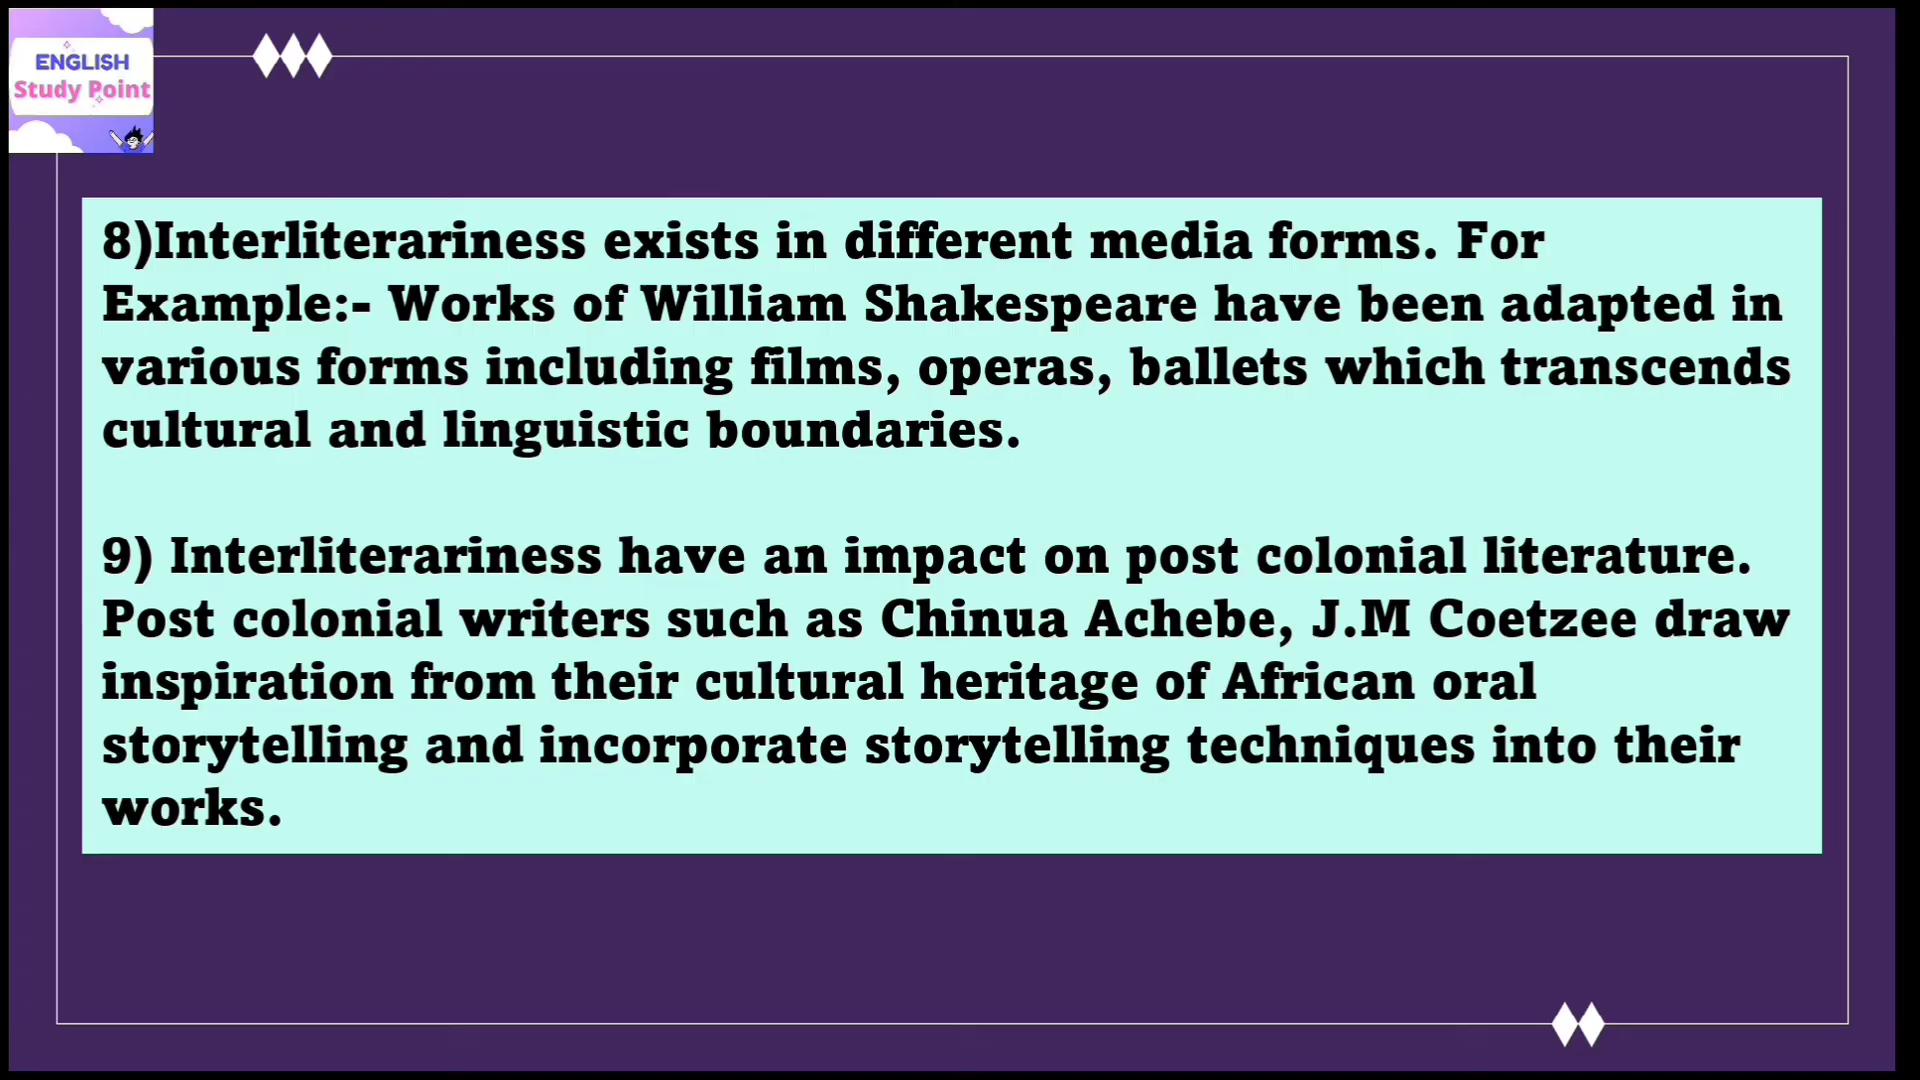 ENGLISH
Study Point
8)Interliterariness exists in different media forms. For
Example:- Works of William Shakespeare have been adapted in
various forms including films, operas, ballets which transcends
cultural and linguistic boundaries.
9) Interliterariness have an impact on post colonial literature.
Post colonial writers such as Chinua Achebe, J.M Coetzee draw
inspiration from their cultural heritage of African oral
storytelling and incorporate storytelling techniques into their
works.